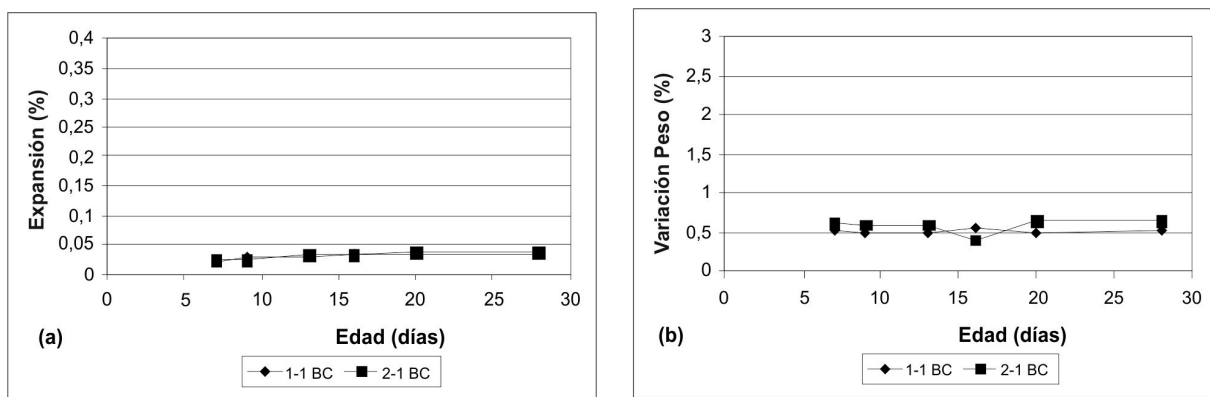 0,4
0,35
0,3
0,25
0,2
0,15
0,1
0,05
0
Expansión (%)
0 5 10 15 20 25 30
(a)
Edad (días)
1-1 BC 2-1 BC
3
2,5
2
1,5
1
0,5
0
Variación Peso (%)
0 5 10 15 20 25 30
(b)
Edad (días)
1-1 BC 2-1 BC